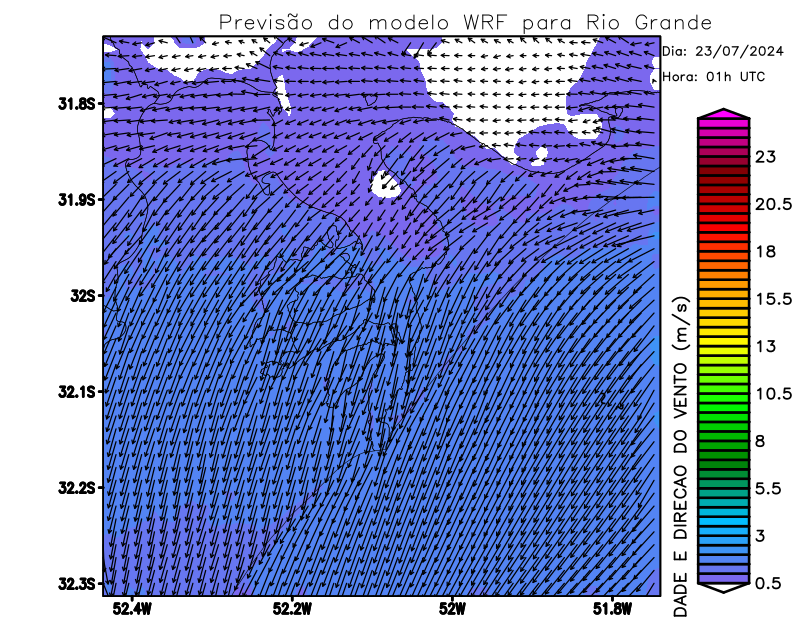 Previsão do modelo WRF para Rio Grande
Dia: 23/07/2024
Hora: 01h UTC
31.8S
31.9S
32S
32.1S
32.2S
32.3S
52.4W
52.2W
52W
51.8W
DADE E DIRECAO DO VENTO (m/s)
23
20.5
18
15.5
13
10.5
8
5.5
3
0.5